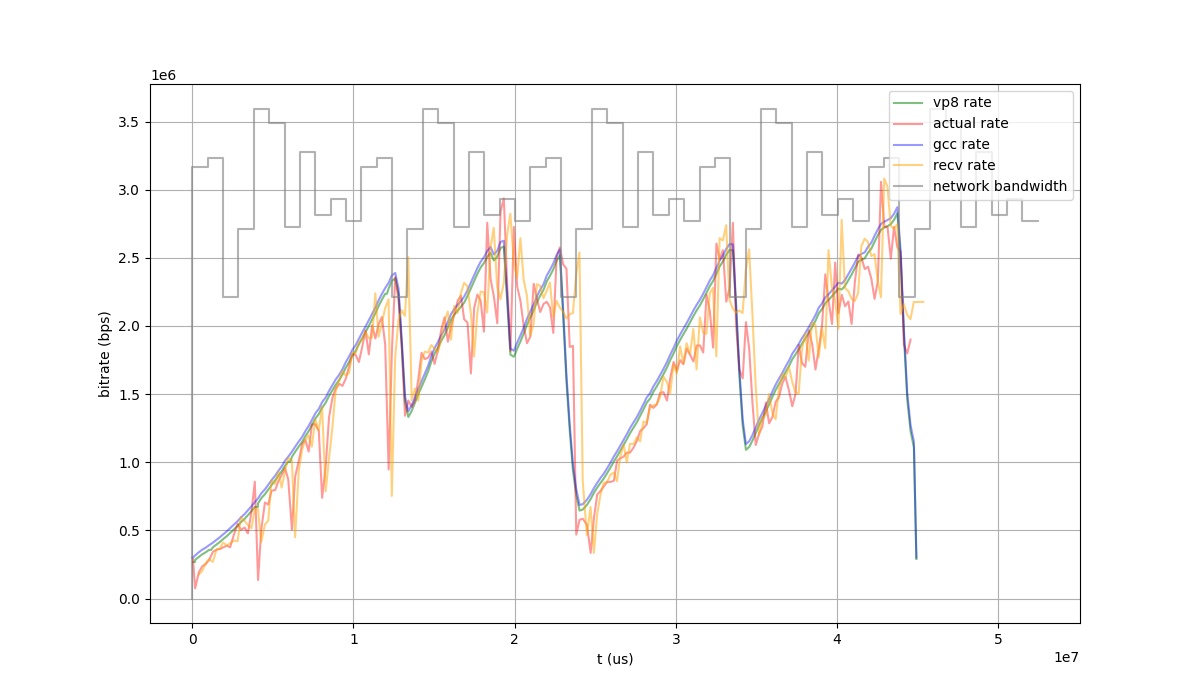 1e6
3.5
3.0
2.5
2.0
1.5
1.0
0.5
0.0
bitrate (bps)
vp8 rate
actual rate
gcc rate
recv rate
network bandwidth
0
1
2
3
4
5
t (us)
1e7